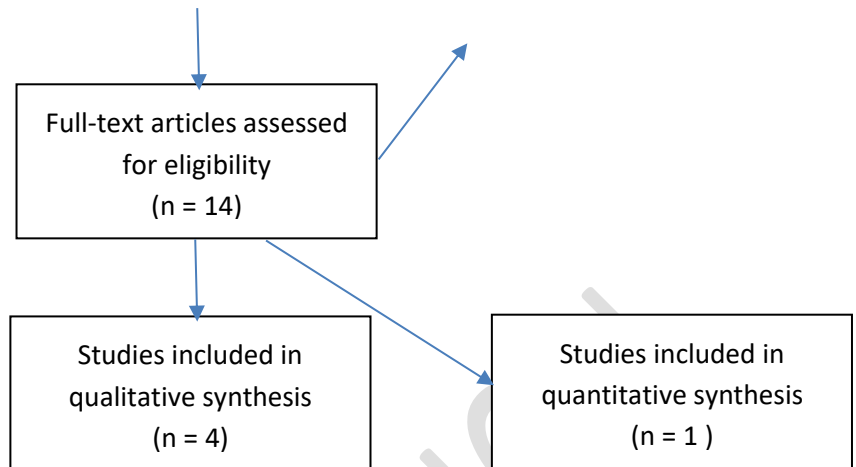 Full-text articles assessed
for eligibility
(n = 14)
Studies included in
qualitative synthesis
(n = 4)
Studies included in
quantitative synthesis
(n = 1 )